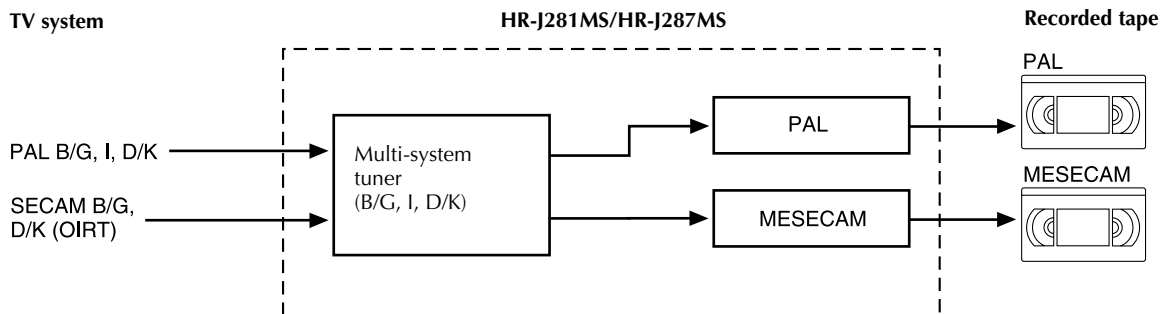 TV system
HR-J281MS/HR-J287MS
Recorded tape
PAL
PAL B/G, I, D/K
Multi-system
tuner
(B/G, I, D/K)
PAL
SECAM B/G,
D/K (OIRT)
MESECAM
MESECAM